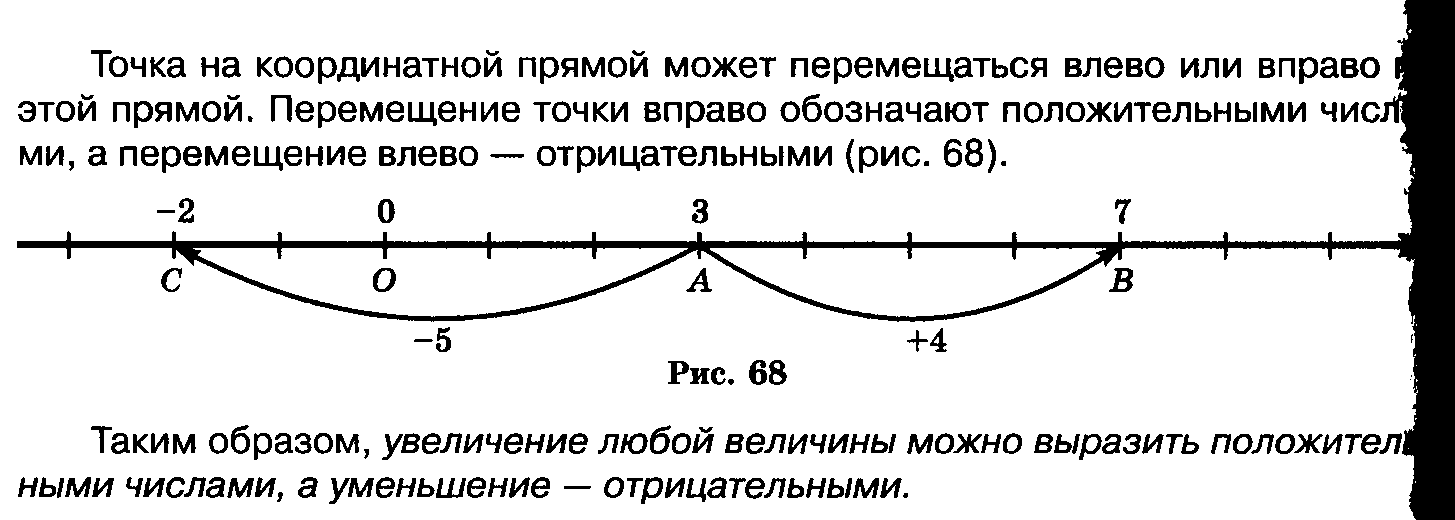 Точка на координатной прямой может перемещаться влево или вправо
этой прямой. Перемещение точки вправо обозначают положительными числ
ми, а перемещение влево — отрицательными (рис. 68).
−2 0 3 7
C O A B
−5 +4
Рис. 68
Таким образом, увеличение любой величины можно выразить положител
ными числами, а уменьшение — отрицательными.